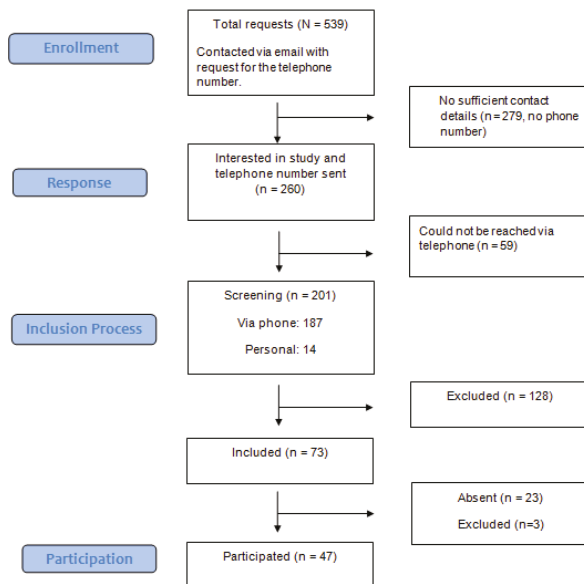 Enrollment
Total requests (N = 539)
Contacted via email with
request for the telephone
number.
No sufficient contact
details (n = 279, no phone
number)
Response
Interested in study and
telephone number sent
(n = 260)
Could not be reached via
telephone (n = 59)
Inclusion Process
Screening (n = 201)
Via phone: 187
Personal: 14
Excluded (n = 128)
Included (n = 73)
Absent (n = 23)
Excluded (n=3)
Participation
Participated (n = 47)